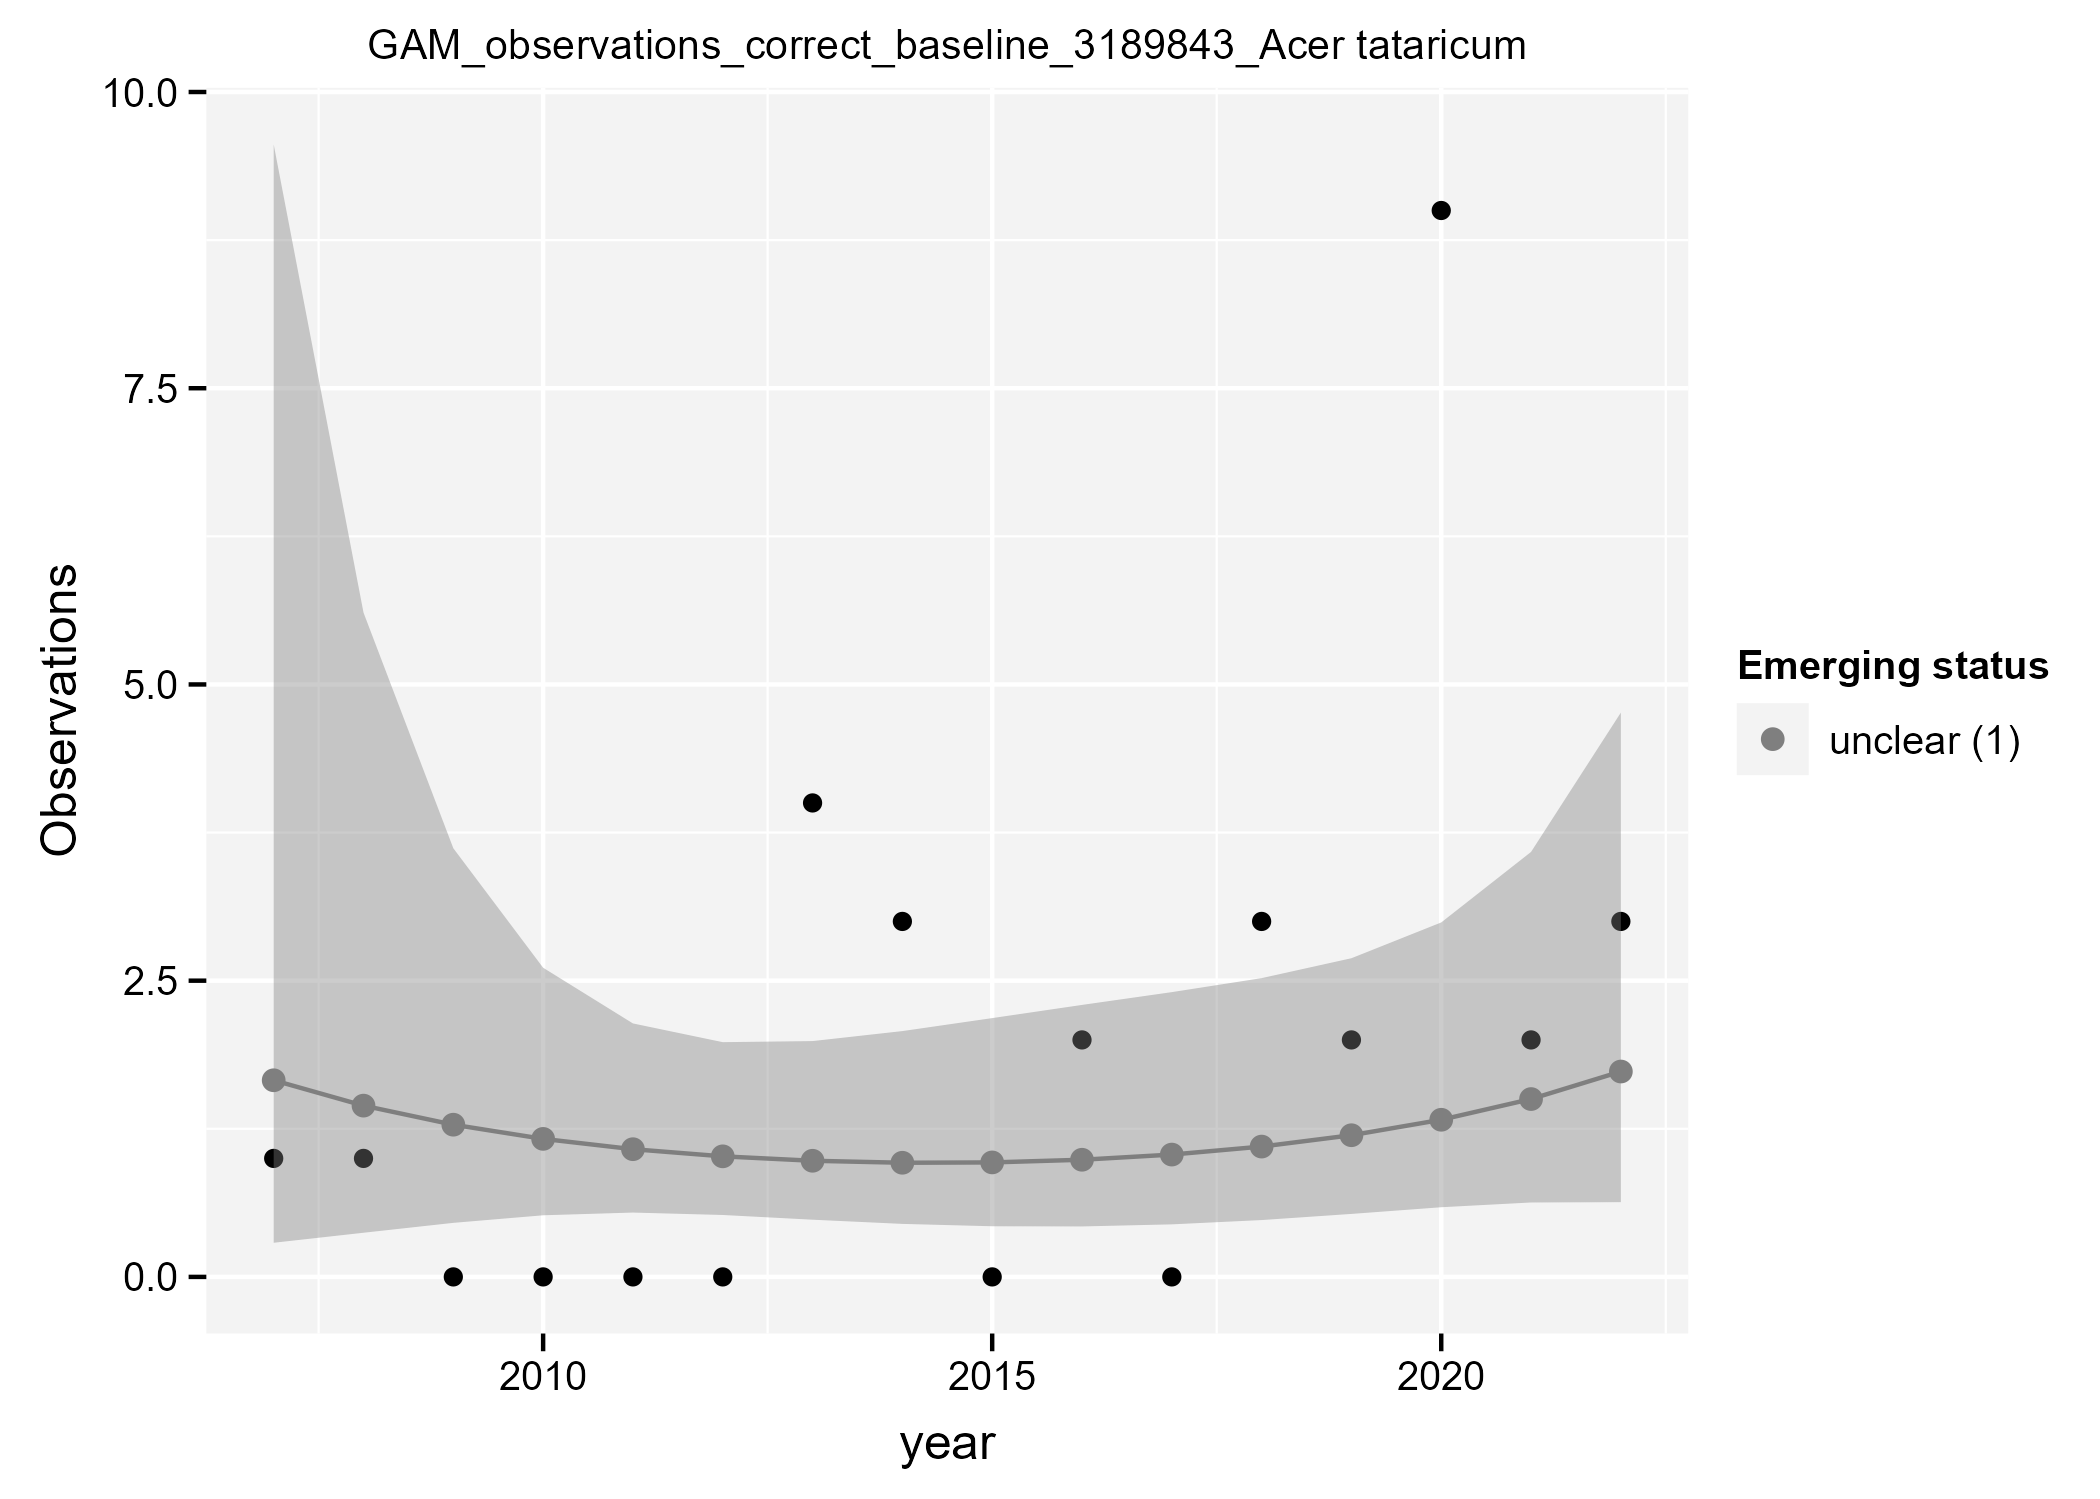 GAM_observations_correct_baseline_3189843_Acer tataricum
10.0
7.5
5.0
2.5
0.0
Observations
2010
2015
2020
year
Emerging status
unclear (1)